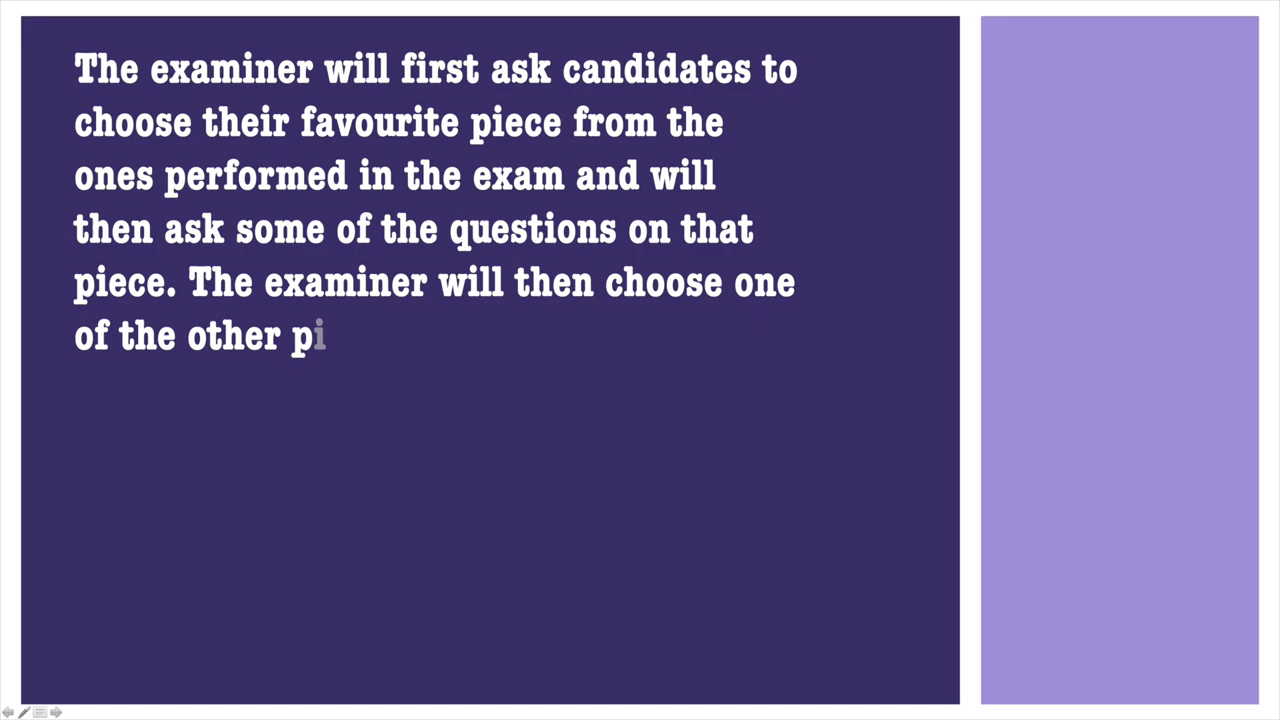 The examiner will first ask candidates to
choose their favourite piece from the
ones performed in the exam and will
then ask some of the questions on that
piece. The examiner will then choose one
of the other pi